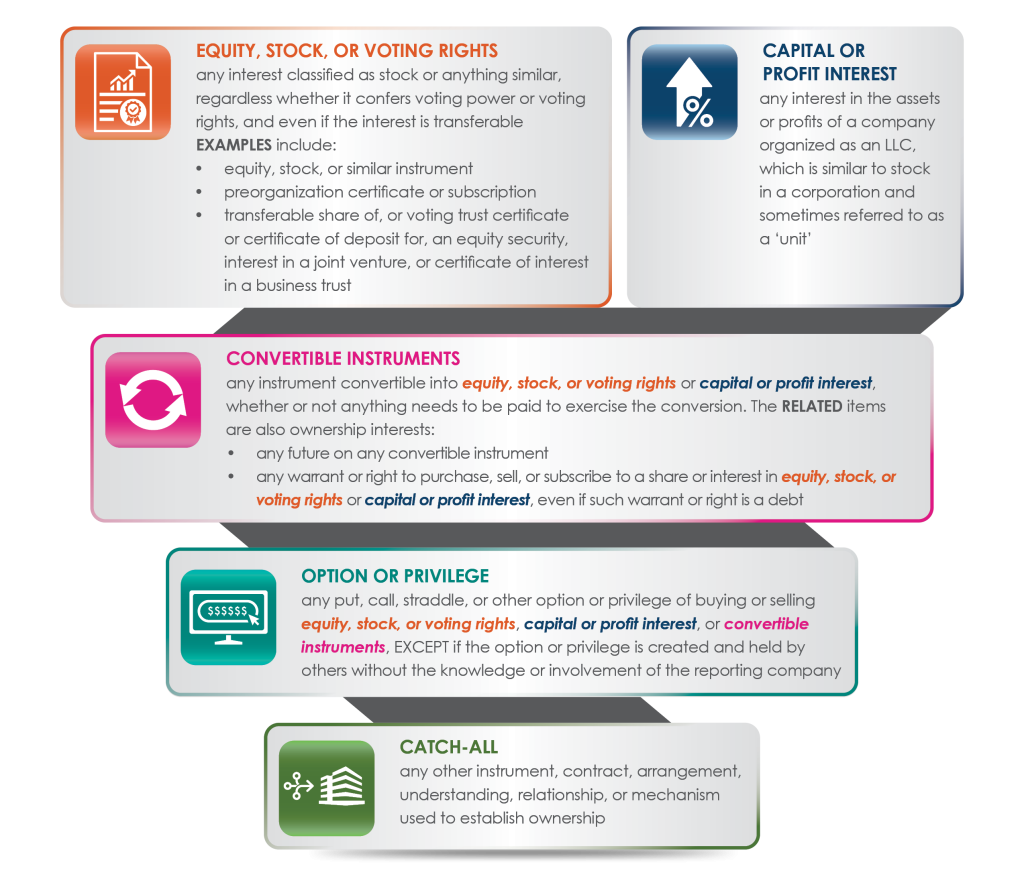 EQUITY, STOCK, OR VOTING RIGHTS
any interest classified as stock or anything similar,
regardless whether it confers voting power or voting
rights, and even if the interest is transferable
EXAMPLES include:
• equity, stock, or similar instrument
• preorganization certificate or subscription
• transferable share of, or voting trust certificate
or certificate of deposit for, an equity security,
interest in a joint venture, or certificate of interest
in a business trust
%
CAPITAL OR
PROFIT INTEREST
any interest in the assets
or profits of a company
organized as an LLC,
which is similar to stock
in a corporation and
sometimes referred to as
a ‘unit’
CONVERTIBLE INSTRUMENTS
any instrument convertible into equity, stock, or voting rights or capital or profit interest,
whether or not anything needs to be paid to exercise the conversion. The RELATED items
are also ownership interests:
• any future on any convertible instrument
• any warrant or right to purchase, sell, or subscribe to a share or interest in equity, stock, or
voting rights or capital or profit interest, even if such warrant or right is a debt
$$$$$$
OPTION OR PRIVILEGE
any put, call, straddle, or other option or privilege of buying or selling
equity, stock, or voting rights, capital or profit interest, or convertible
instruments, EXCEPT if the option or privilege is created and held by
others without the knowledge or involvement of the reporting company
CATCH-ALL
any other instrument, contract, arrangement,
understanding, relationship, or mechanism
used to establish ownership